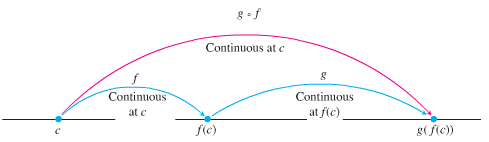 g ∘ f
Continuous at c
f
g
Continuous
at c
Continuous
at f(c)
c
f(c)
g( f(c))